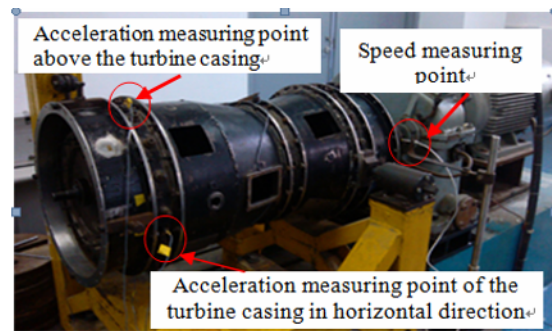 Acceleration measuring point
above the turbine casing
Speed measuring
point
Acceleration measuring point of the
turbine casing in horizontal direction